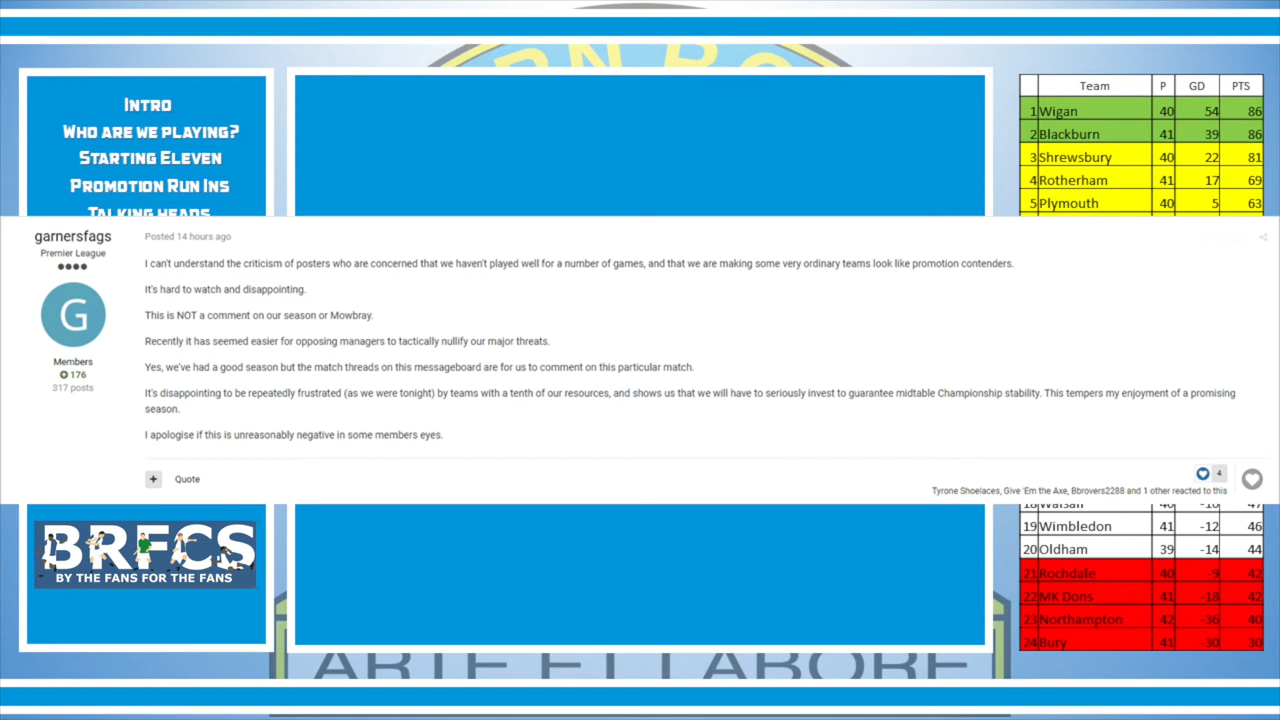 RN RO
INTRO
WHO ARE WE PLAYING?
STARTING ELEVEN
PROMOTION RUN INS
TALKING HEADS
Team P GD PTS
1 Wigan 40 54 86
2 Blackburn 41 39 86
3 Shrewsbury 40 22 81
4 Rotherham 41 17 69
5 Plymouth 40 5 63
garnersfags
Premier League
G
Members
176
317 posts
Posted 14 hours ago
I can't understand the criticism of posters who are concerned that we haven't played well for a number of games, and that we are making some very ordinary teams look like promotion contenders.
It's hard to watch and disappointing.
This is NOT a comment on our season or Mowbray.
Recently it has seemed easier for opposing managers to tactically nullify our major threats.
Yes, we've had a good season but the match threads on this messageboard are for us to comment on this particular match.
It's disappointing to be repeatedly frustrated (as we were tonight) by teams with a tenth of our resources, and shows us that we will have to seriously invest to guarantee midtable Championship stability. This tempers my enjoyment of a promising
season.
I apologise if this is unreasonably negative in some members eyes.
+ Quote
4
Tyrone Shoelaces, Give 'Em the Axe, Bbrovers2288 and 1 other reacted to this
18 Walsall 40 -10 47
19 Wimbledon 41 -12 46
20 Oldham 39 -14 44
21 Rochdale 40 -9 42
22 MK Dons 41 -18 42
23 Northampton 42 -36 40
24 Bury 41 -30 30
BRFCS
BY THE FANS FOR THE FANS
ARTE ET LABORE